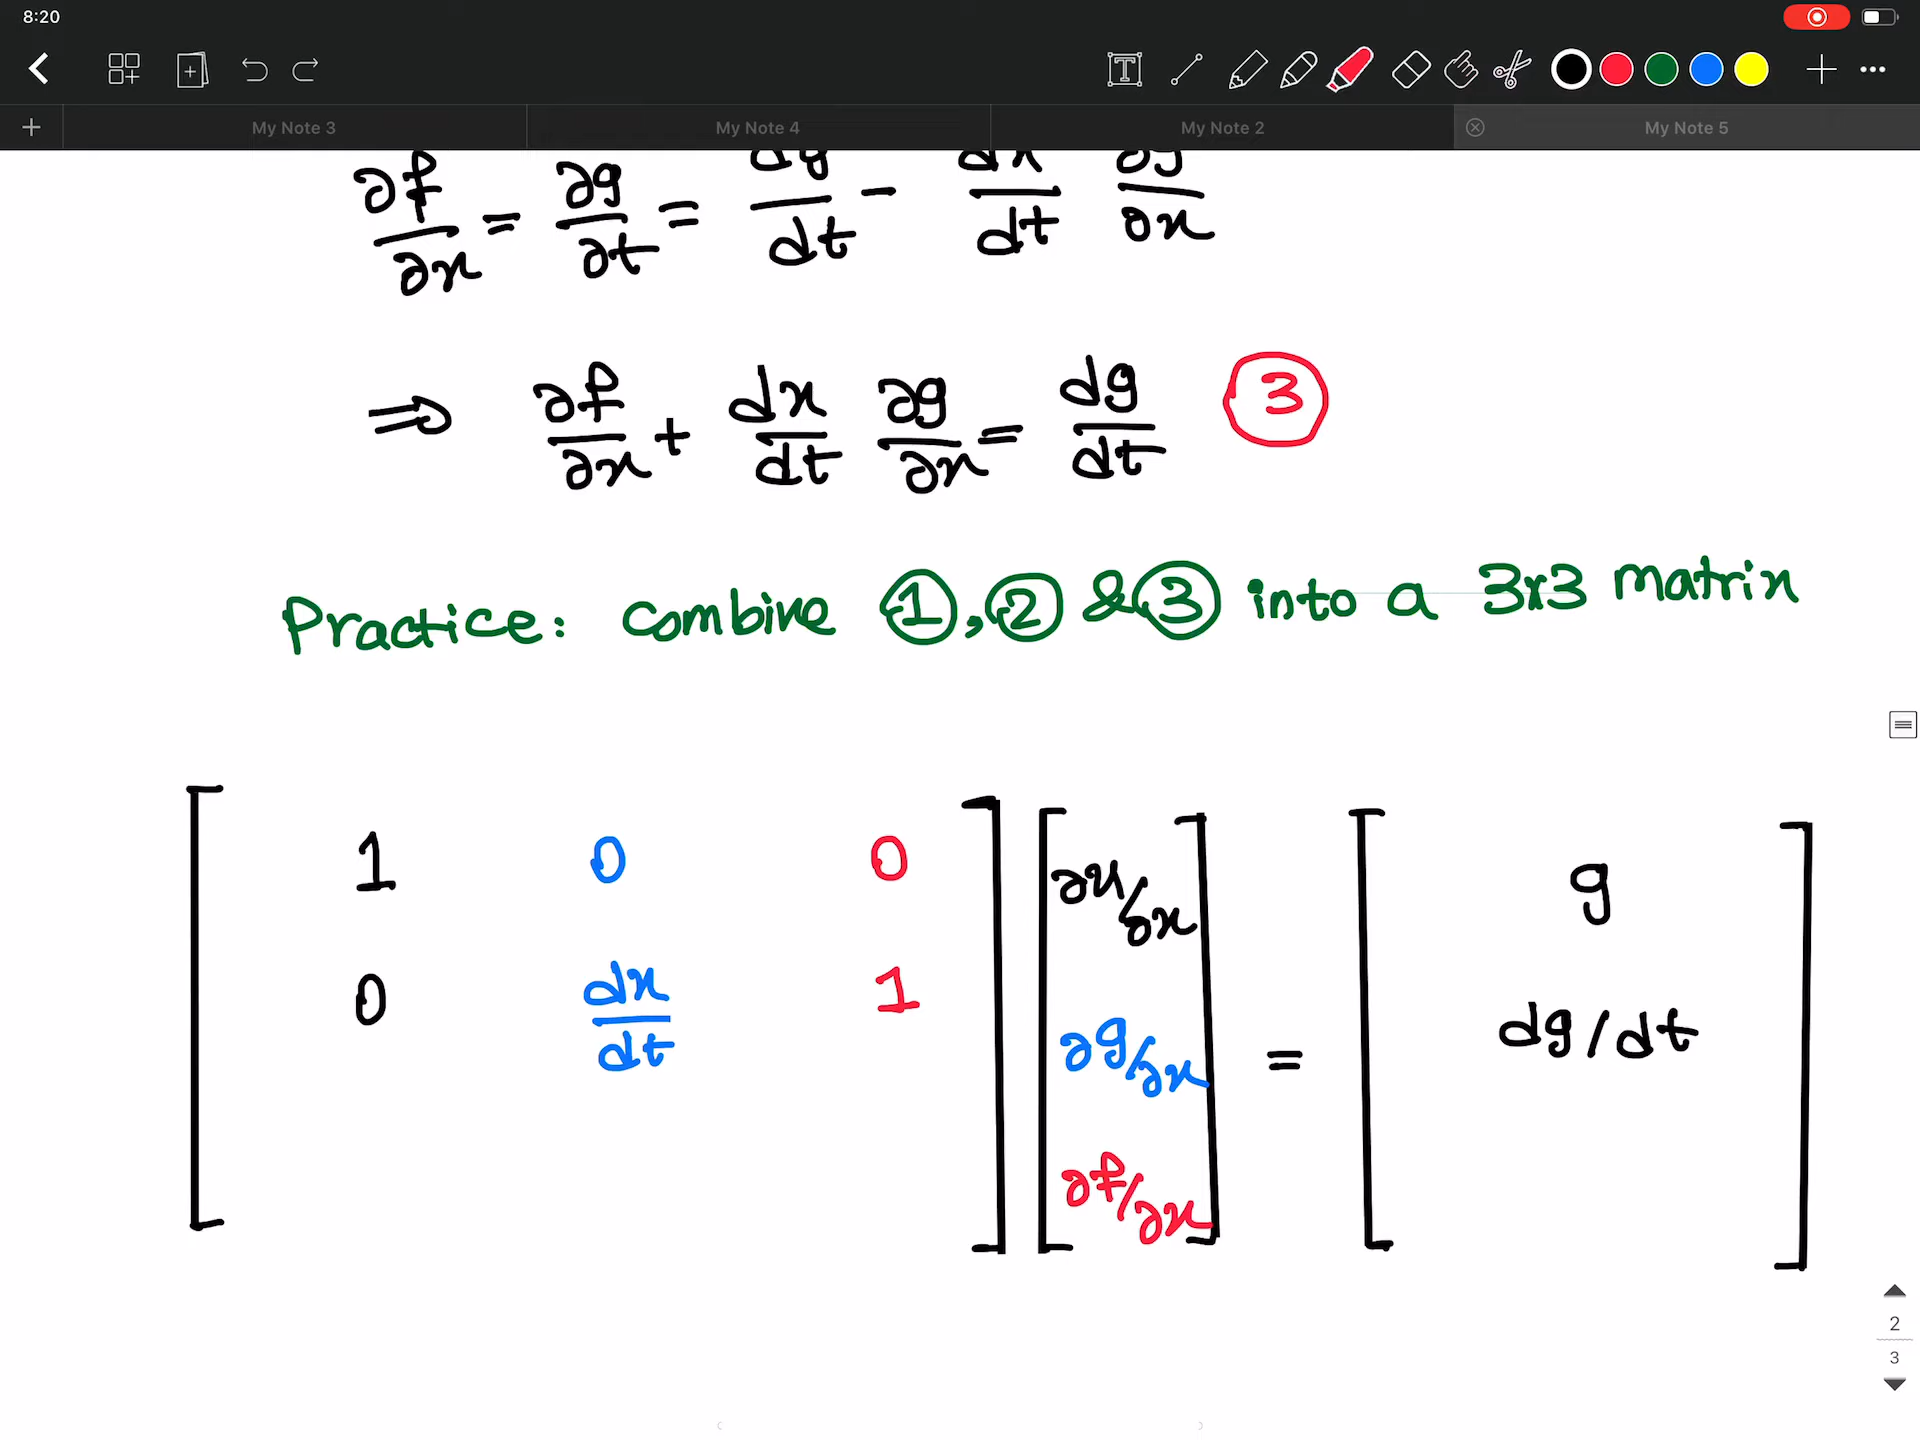 8:20
My Note 3 My Note 4 My Note 2 My Note 5
∂f/∂x = ∂g/∂t = dg/dt - dx/dt ∂g/∂x
⇒ ∂f/∂x + dx/dt ∂g/∂x = dg/dt ③
Practice: combine ①, ② & ③ into a 3x3 matrix
1 0 0 ∂u/∂x g
0 dx/dt 1 ∂g/∂x = dg/dt
∂f/∂x
2
3